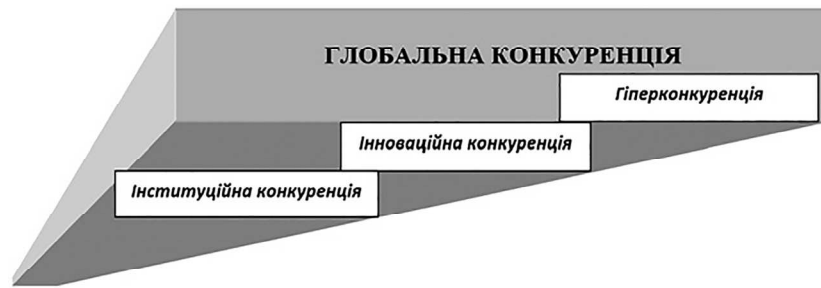 ГЛОБАЛЬНА КОНКУРЕНЦІЯ
Гіперконкуренція
Інноваційна конкуренція
Інституційна конкуренція